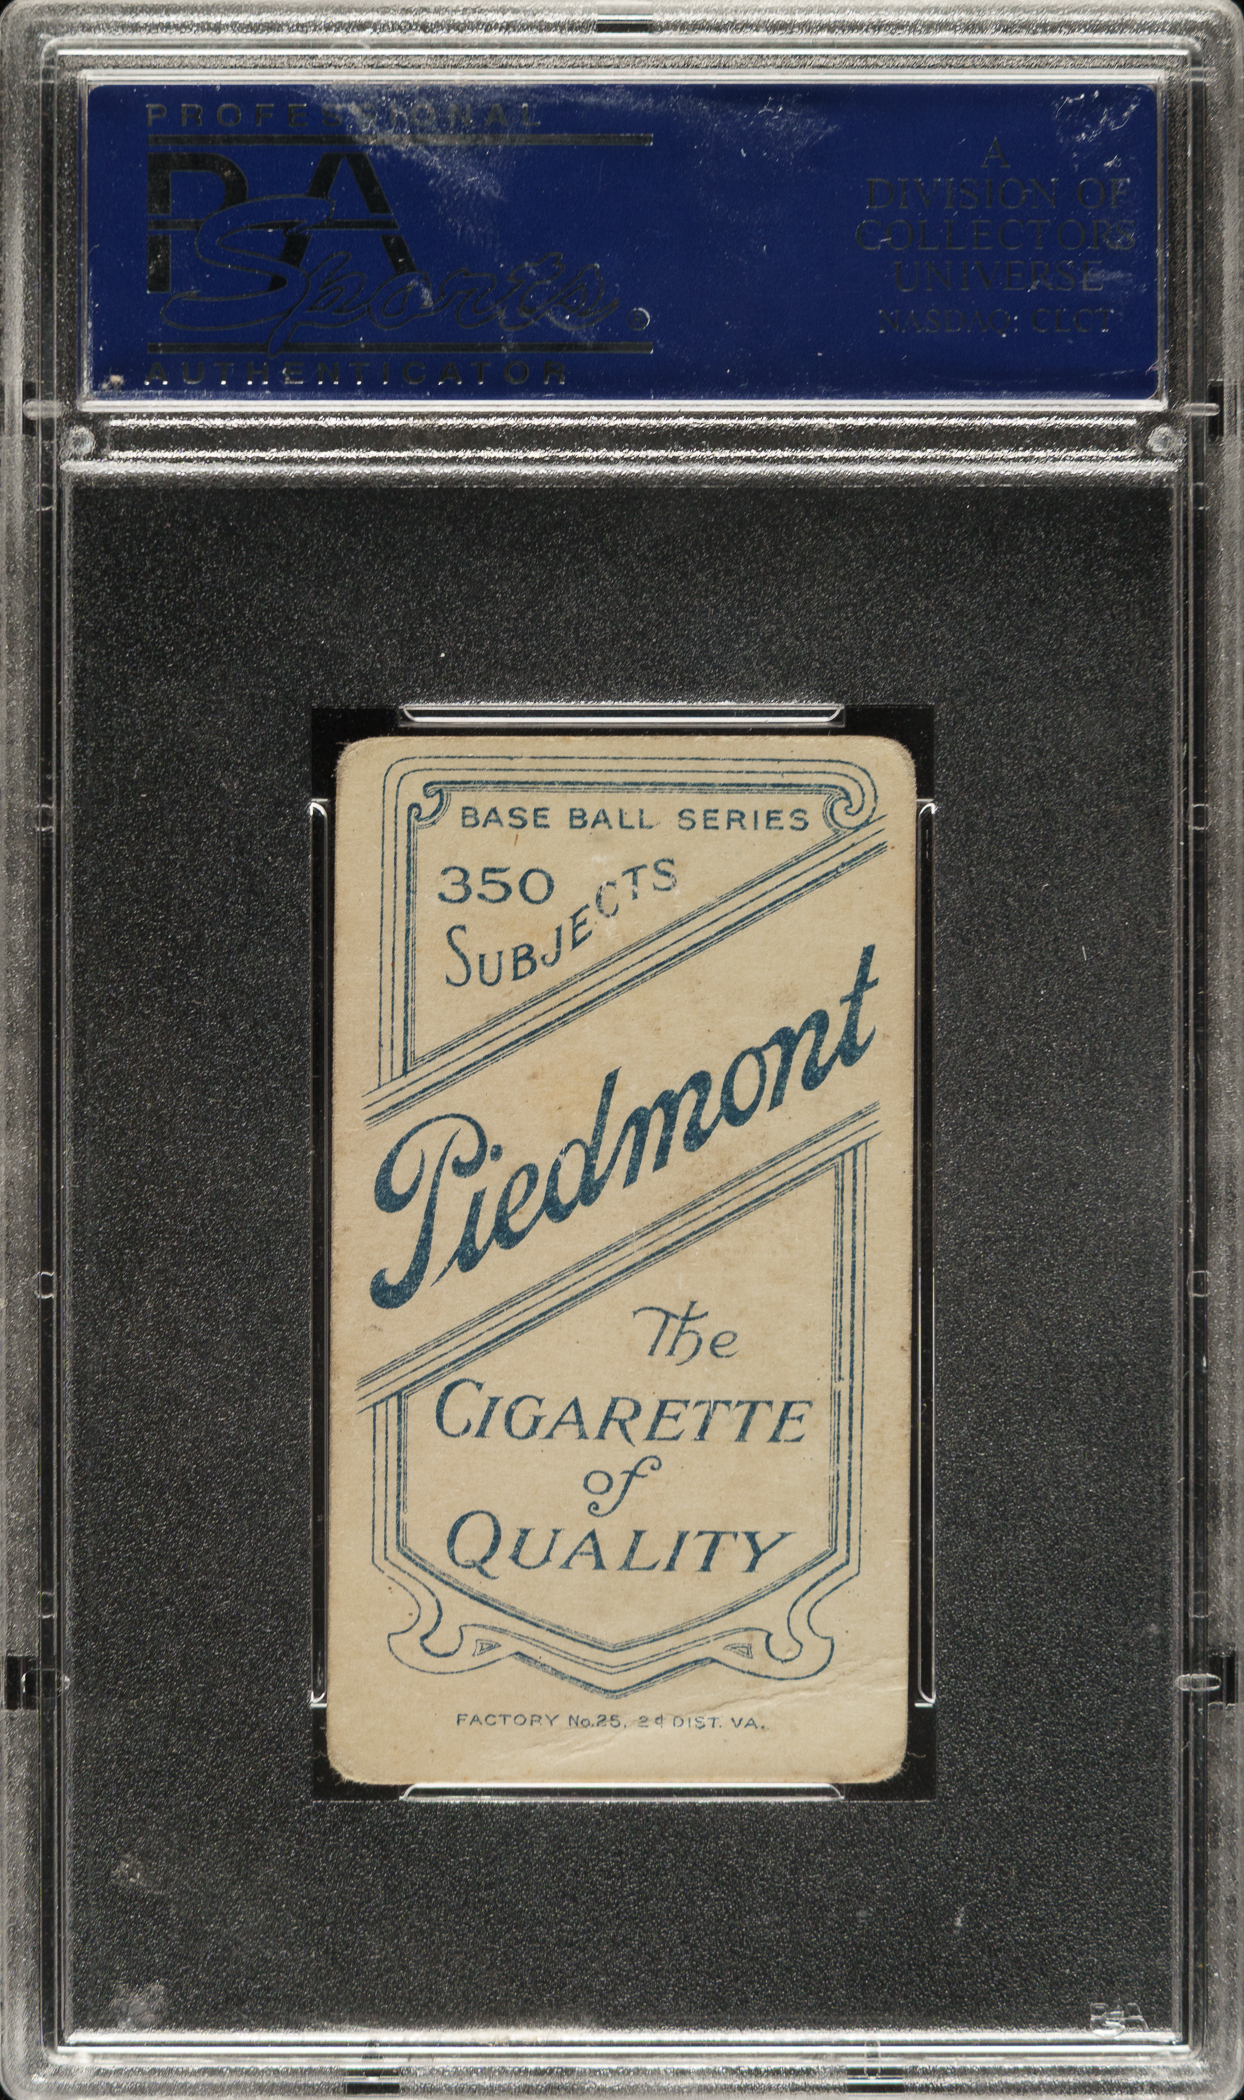 PROFESSIONAL
PSA
Sports
AUTHENTICATOR
A
DIVISION OF
COLLECTORS
UNIVERSE
NASDAQ: CLCT
BASE BALL SERIES
350
SUBJECTS
Piedmont
The
CIGARETTE
of
QUALITY
FACTORY No.25, 2d DIST. VA.
PSA